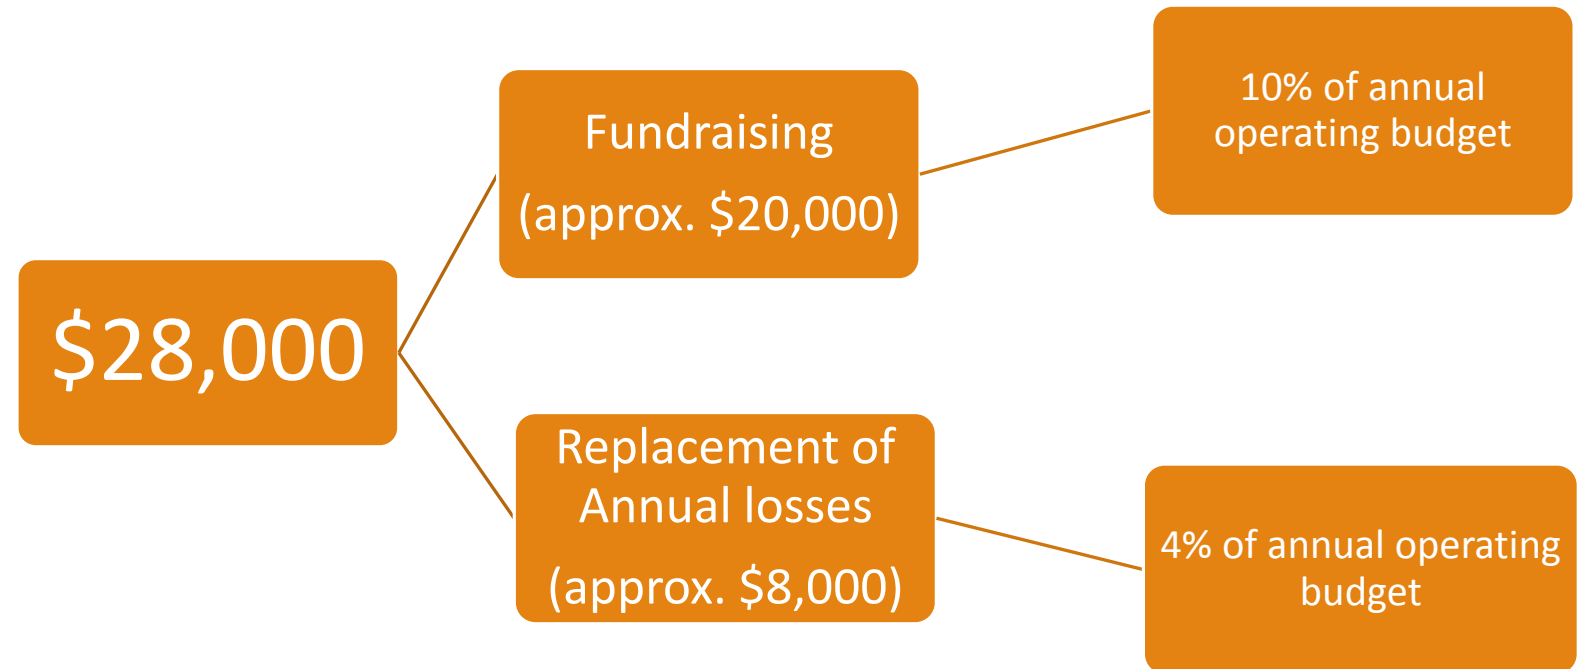 $28,000
Fundraising
(approx. $20,000)
10% of annual
operating budget
Replacement of
Annual losses
(approx. $8,000)
4% of annual operating
budget